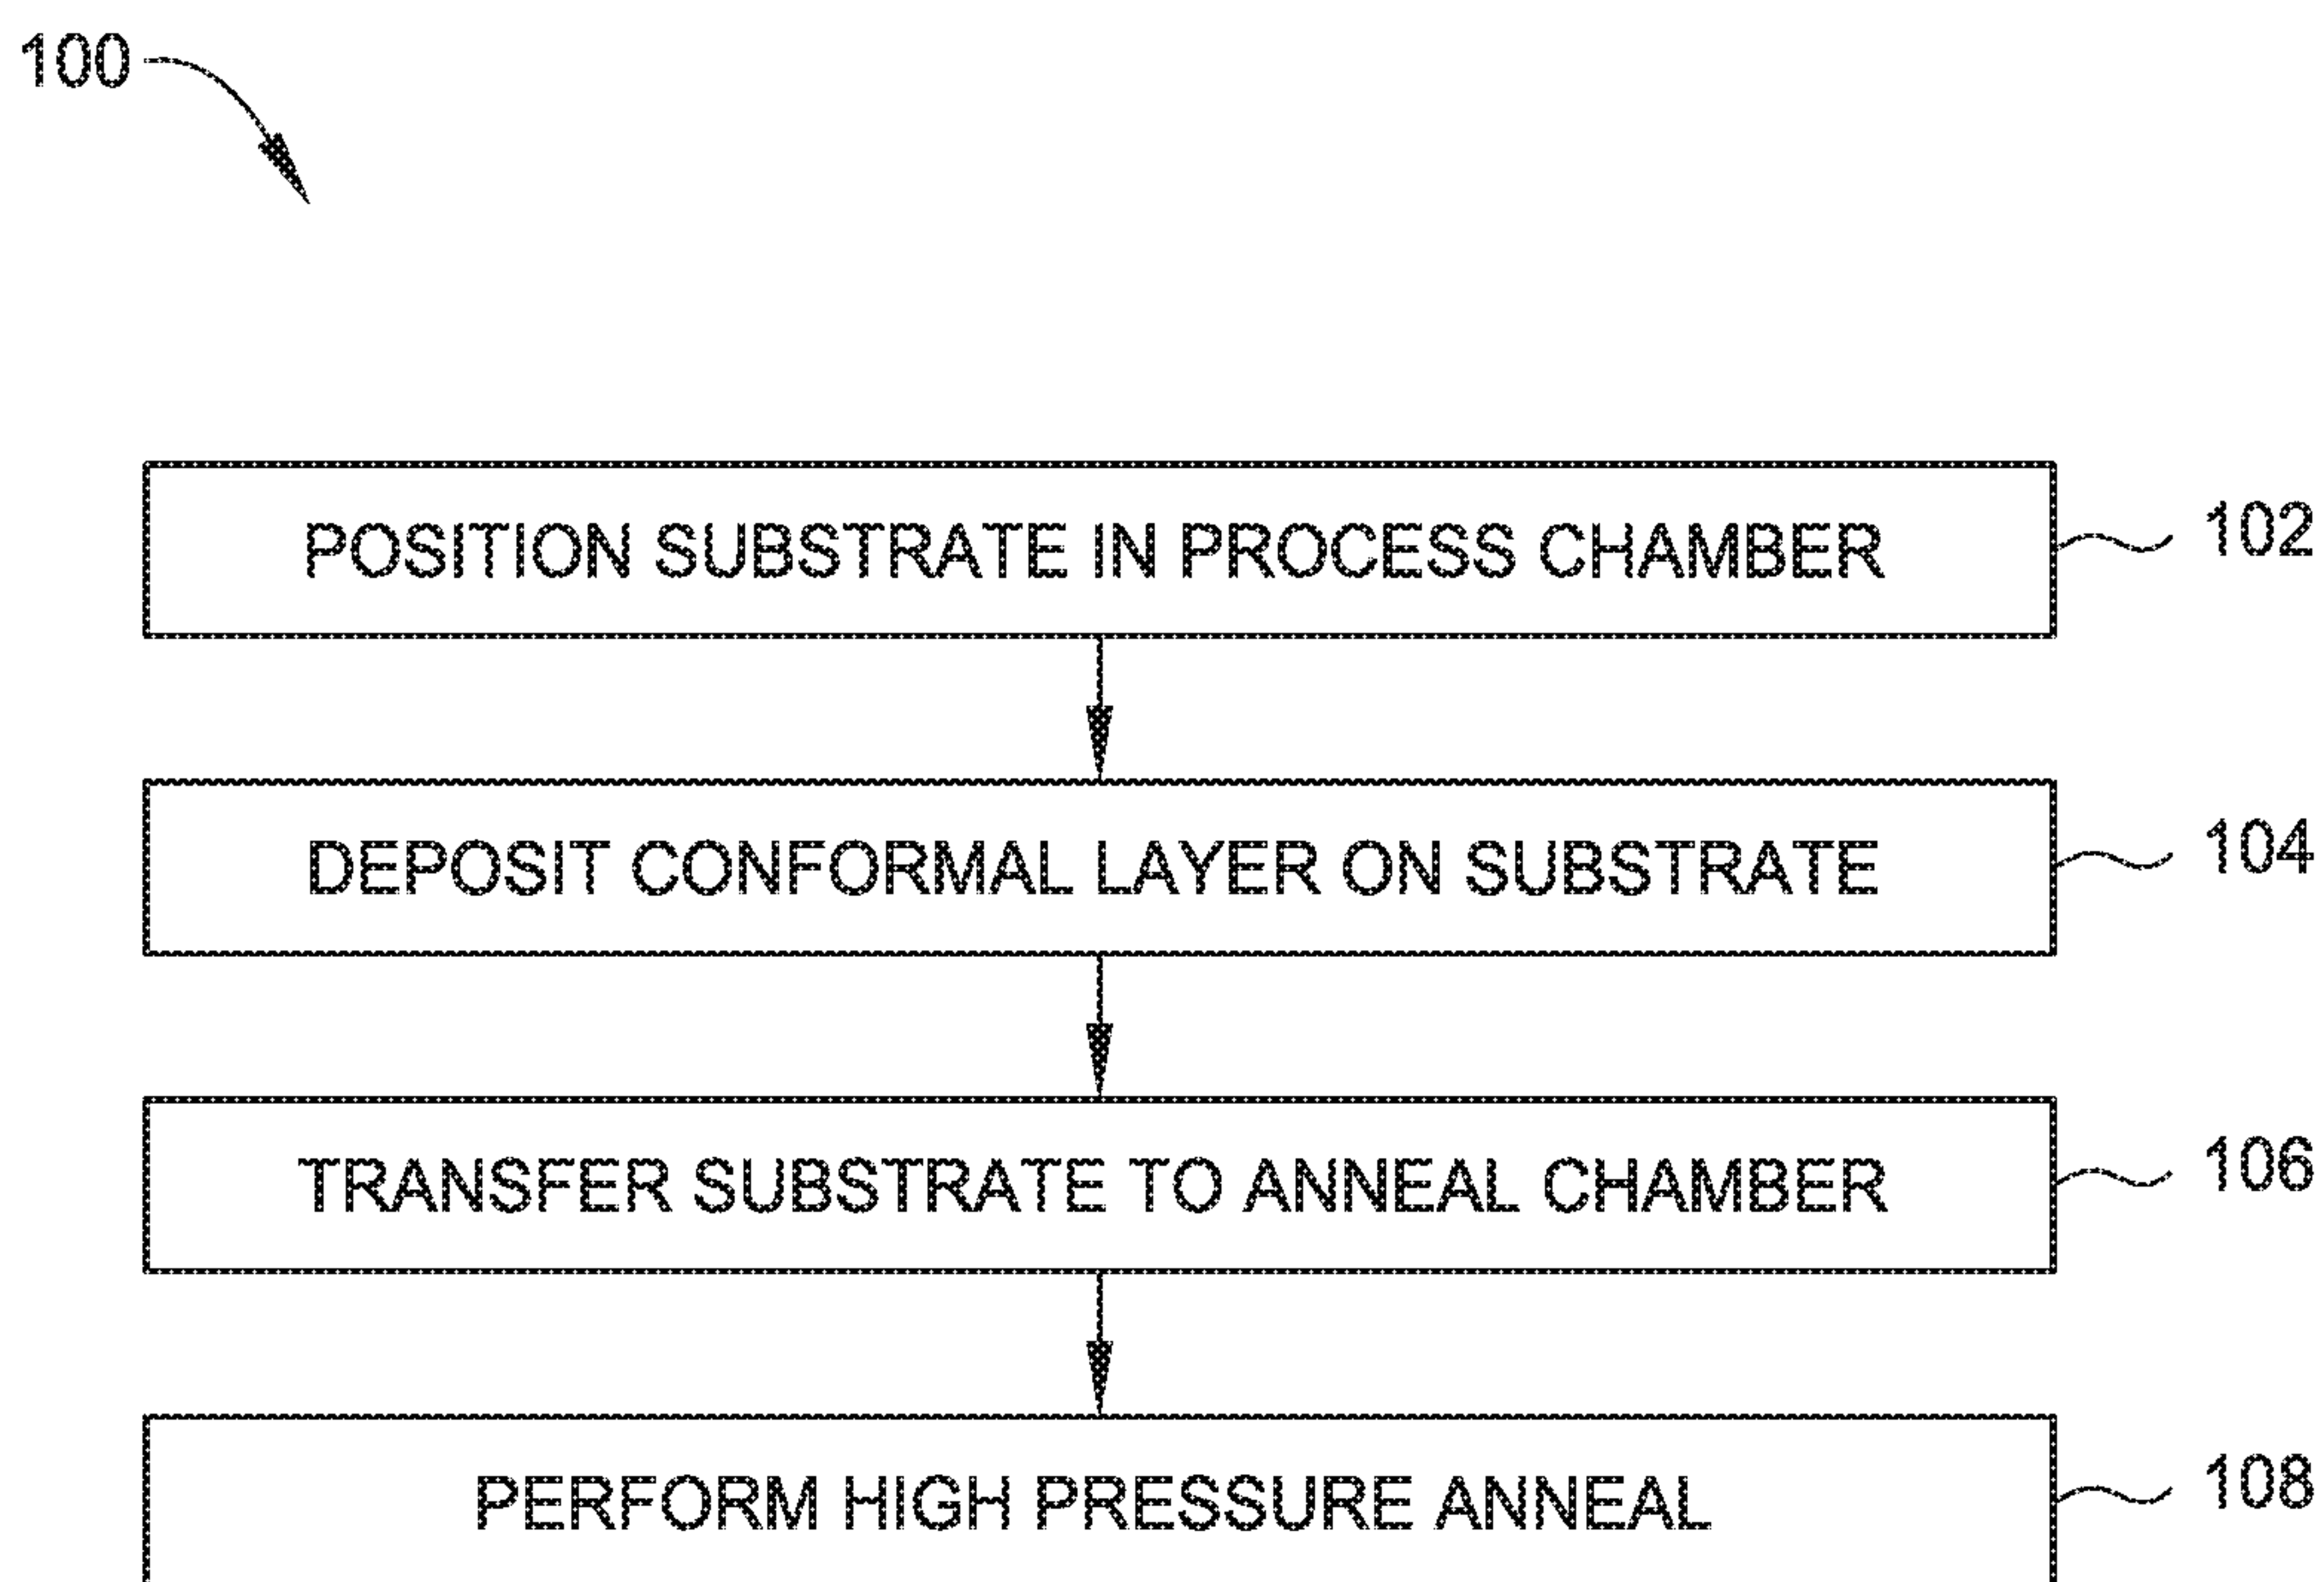 100
POSITION SUBSTRATE IN PROCESS CHAMBER 102
DEPOSIT CONFORMAL LAYER ON SUBSTRATE 104
TRANSFER SUBSTRATE TO ANNEAL CHAMBER 106
PERFORM HIGH PRESSURE ANNEAL 108